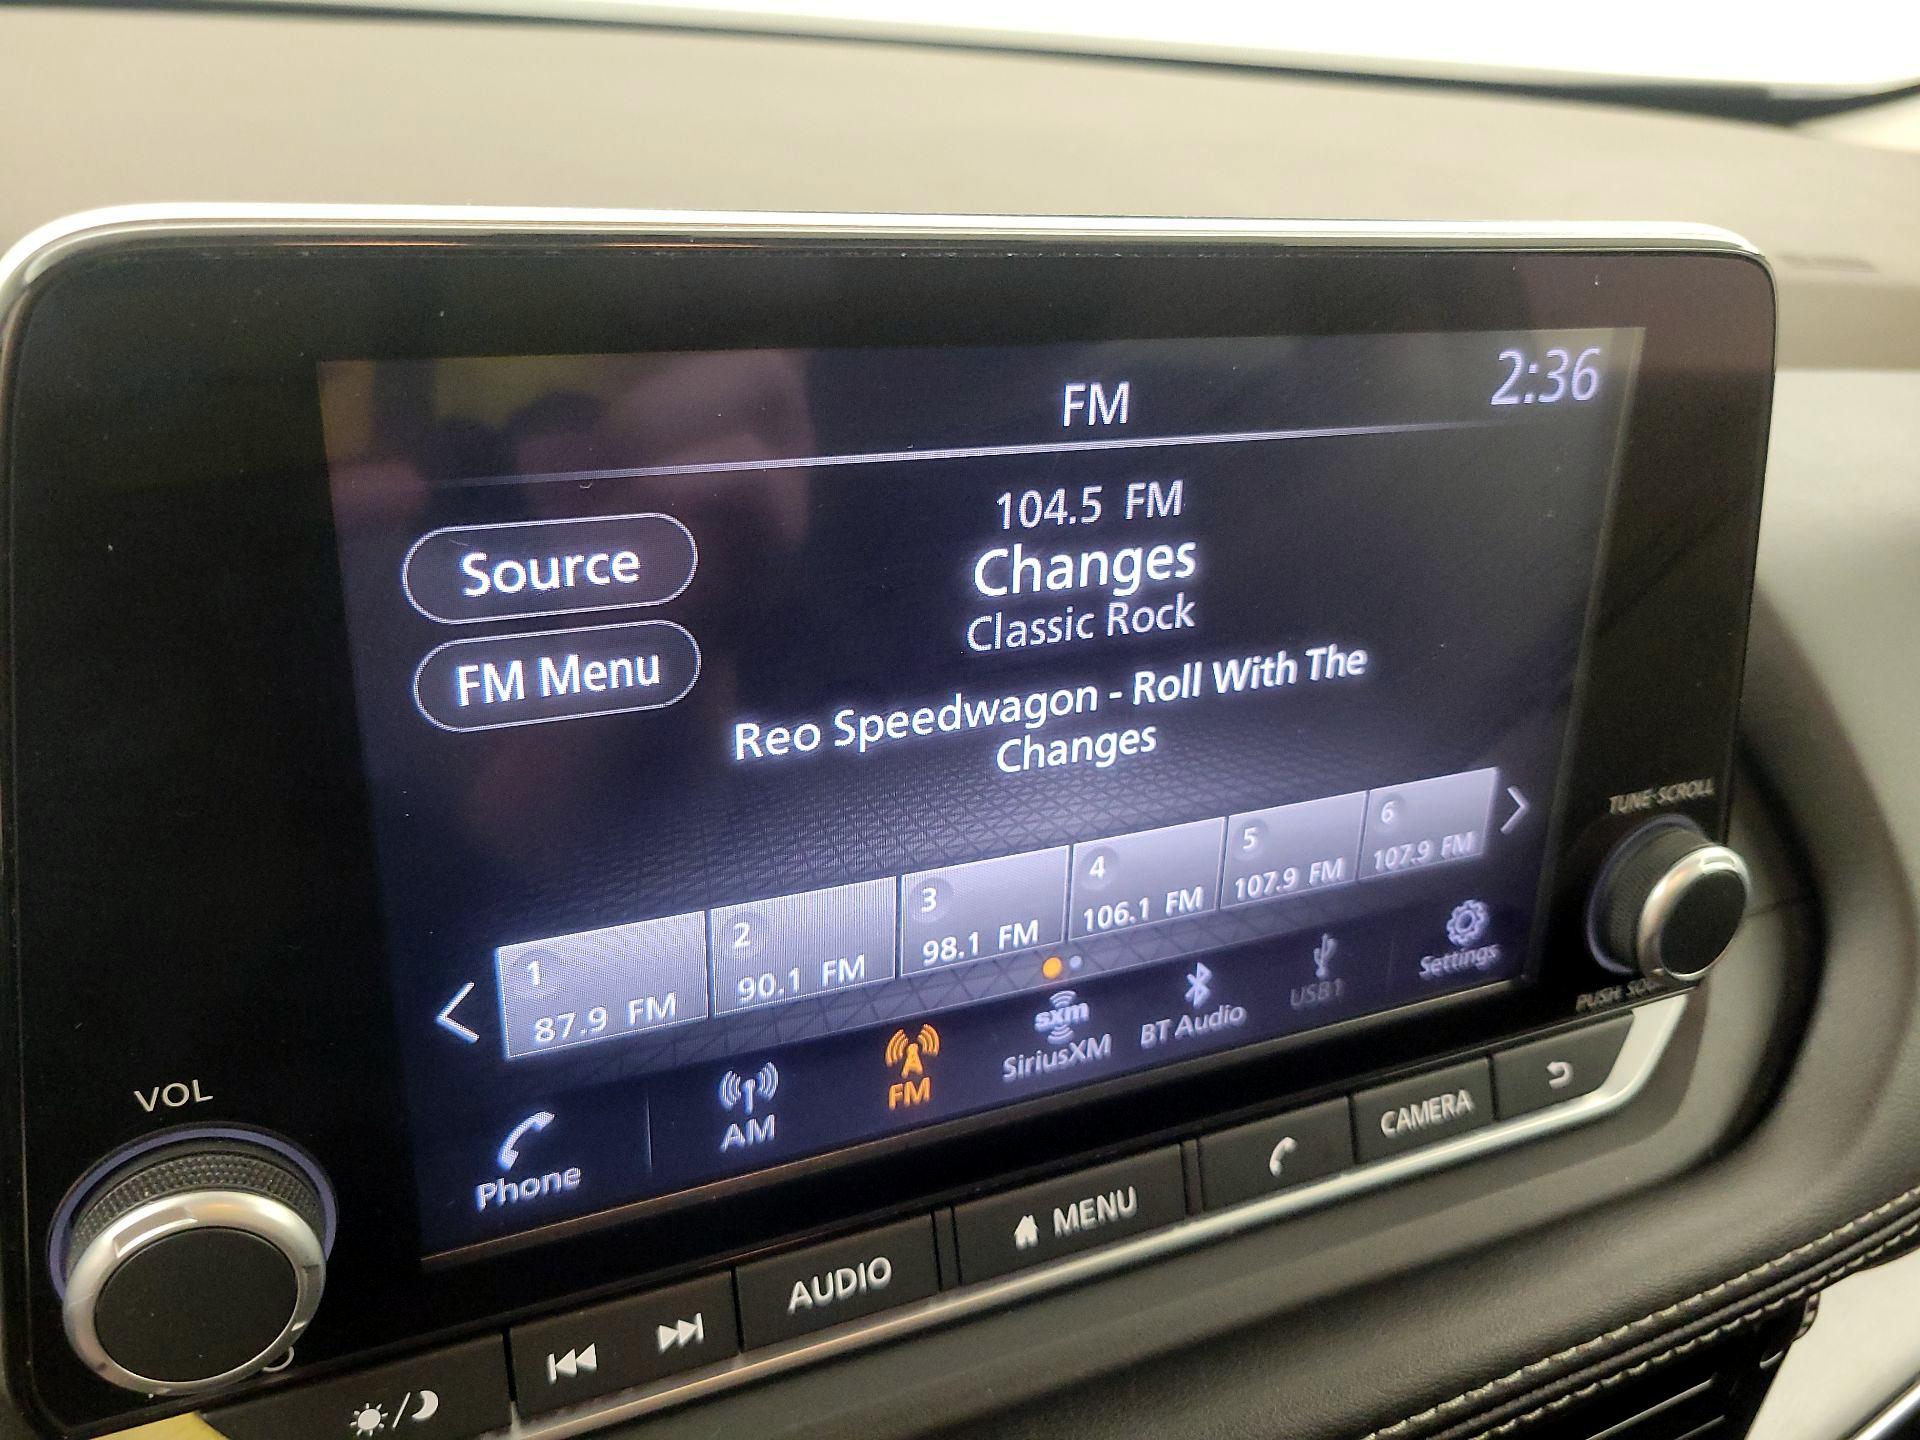 FM
2:36
104.5 FM
Changes
Classic Rock
Source
FM Menu
Reo Speedwagon - Roll With The
Changes
1
87.9 FM
2
90.1 FM
3
98.1 FM
4
106.1 FM
5
107.9 FM
6
107.9 FM
Phone
AM
FM
sxm
SiriusXM
BT Audio
USB1
Settings
TUNE·SCROLL
PUSH
VOL
AUDIO
MENU
CAMERA